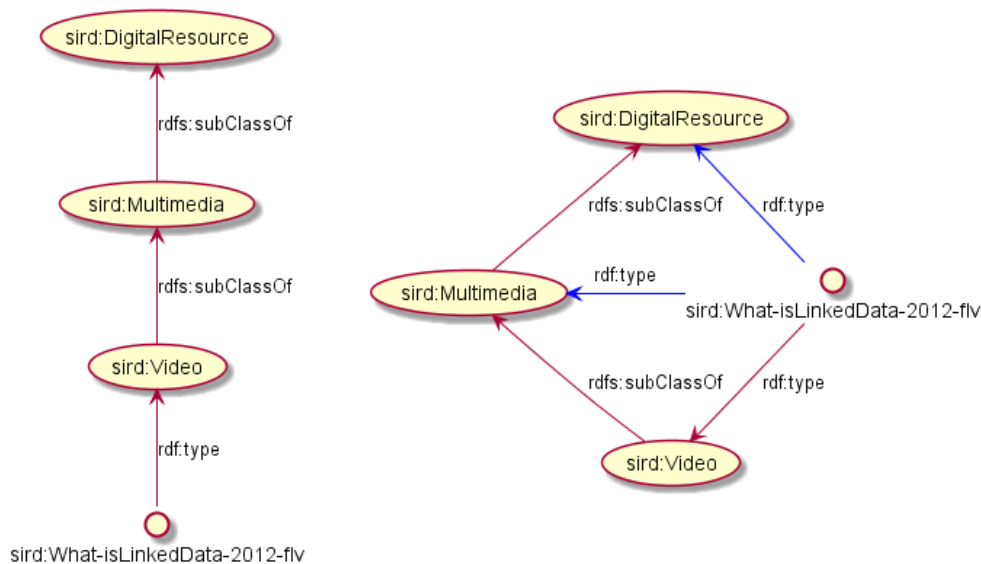 sird:DigitalResource
rdfs:subClassOf
sird:Multimedia
rdfs:subClassOf
sird:Video
rdf:type
sird:What-isLinkedData-2012-flv
sird:DigitalResource
rdfs:subClassOf
rdf:type
rdf:type
sird:Multimedia
sird:What-isLinkedData-2012-flv
rdfs:subClassOf
rdf:type
sird:Video